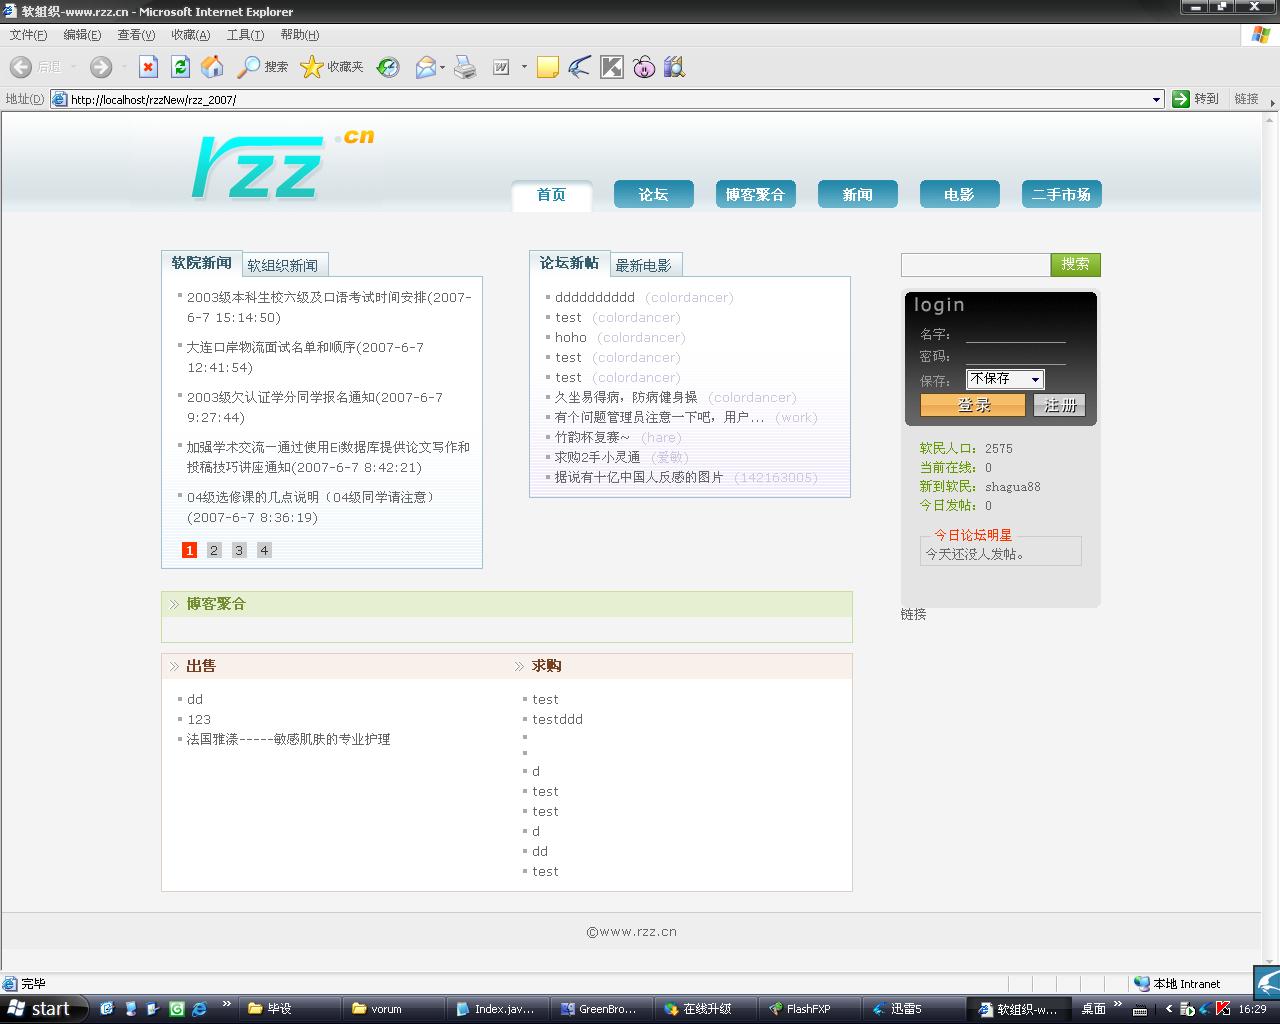 软组织-www.rzz.cn - Microsoft Internet Explorer
文件(F) 编辑(E) 查看(V) 收藏(A) 工具(T) 帮助(H)
后退 搜索 收藏夹
地址(D) http://localhost/rzzNew/rzz_2007/ 转到 链接
rzz.cn
首页 论坛 博客聚合 新闻 电影 二手市场
软院新闻 软组织新闻
2003级本科生校六级及口语考试时间安排(2007-
6-7 15:14:50)
大连口岸物流面试名单和顺序(2007-6-7
12:41:54)
2003级欠认证学分同学报名通知(2007-6-7
9:27:44)
加强学术交流—通过使用EI数据库提供论文写作和
投稿技巧讲座通知(2007-6-7 8:42:21)
04级选修课的几点说明（04级同学请注意）
(2007-6-7 8:36:19)
1 2 3 4
论坛新帖 最新电影
dddddddddd (colordancer)
test (colordancer)
hoho (colordancer)
test (colordancer)
test (colordancer)
久坐易得病，防病健身操 (colordancer)
有个问题管理员注意一下吧，用户... (work)
竹韵杯复赛~ (hare)
求购2手小灵通 (爱敏)
据说有十亿中国人反感的图片 (142163005)
搜索
login
名字：
密码：
保存： 不保存
登录 注册
软民人口： 2575
当前在线： 0
新到软民： shagua88
今日发帖： 0
今日论坛明星
今天还没人发帖。
链接
博客聚合
出售
dd
123
法国雅漾-----敏感肌肤的专业护理
求购
test
testddd
d
test
test
d
dd
test
©www.rzz.cn
完毕 本地 Intranet
start 毕设 vorum Index.jav... GreenBro... 在线升级 FlashFXP 迅雷5 软组织-w... 桌面 16:29